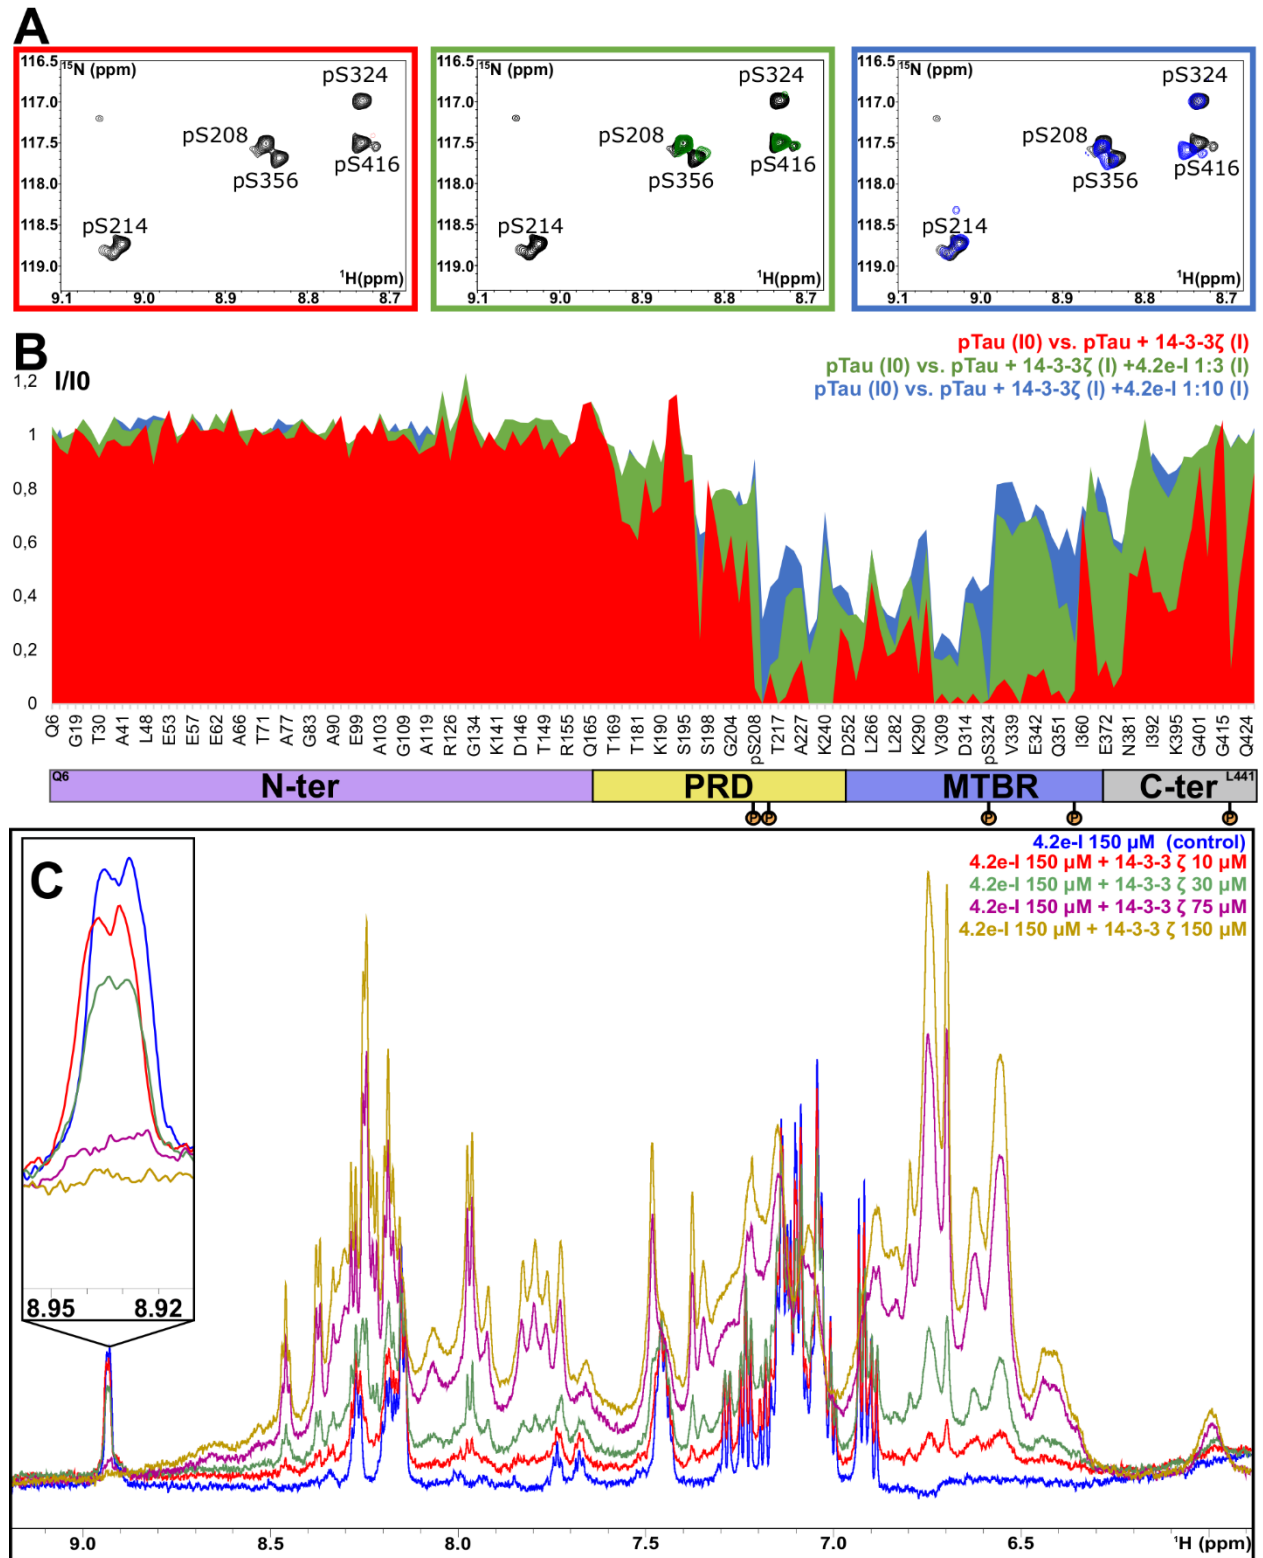 A
116.5
15N (ppm)
pS324
117.0
pS208
117.5
pS416
pS356
118.0
pS214
118.5
119.0
1H(ppm)
9.1 9.0 8.9 8.8 8.7
116.5
15N (ppm)
pS324
117.0
pS208
117.5
pS416
pS356
118.0
pS214
118.5
119.0
1H(ppm)
9.1 9.0 8.9 8.8 8.7
116.5
15N (ppm)
pS324
117.0
pS208
117.5
pS416
pS356
118.0
pS214
118.5
119.0
1H(ppm)
9.1 9.0 8.9 8.8 8.7
B
pTau (I0) vs. pTau + 14-3-3ζ (I)
pTau (I0) vs. pTau + 14-3-3ζ (I) +4.2e-I 1:3 (I)
pTau (I0) vs. pTau + 14-3-3ζ (I) +4.2e-I 1:10 (I)
I/I0
1,2
1
0,8
0,6
0,4
0,2
0
Q6 G19 T30 A41 L48 E53 E57 E62 A66 T71 A77 G83 A90 E99 A103 G109 A119 R126 G134 K141 D146 T149 R155 Q165 T169 T181 K190 S195 S198 G204 pS208 T217 A227 K240 D252 L266 L282 K290 V309 D314 pS324 V339 E342 Q351 I360 E372 N381 I392 K395 G401 G415 Q424
Q6 N-ter PRD MTBR C-ter L441
P P P P P
C
4.2e-I 150 µM (control)
4.2e-I 150 µM + 14-3-3 ζ 10 µM
4.2e-I 150 µM + 14-3-3 ζ 30 µM
4.2e-I 150 µM + 14-3-3 ζ 75 µM
4.2e-I 150 µM + 14-3-3 ζ 150 µM
8.95 8.92
9.0 8.5 8.0 7.5 7.0 6.5 1H (ppm)